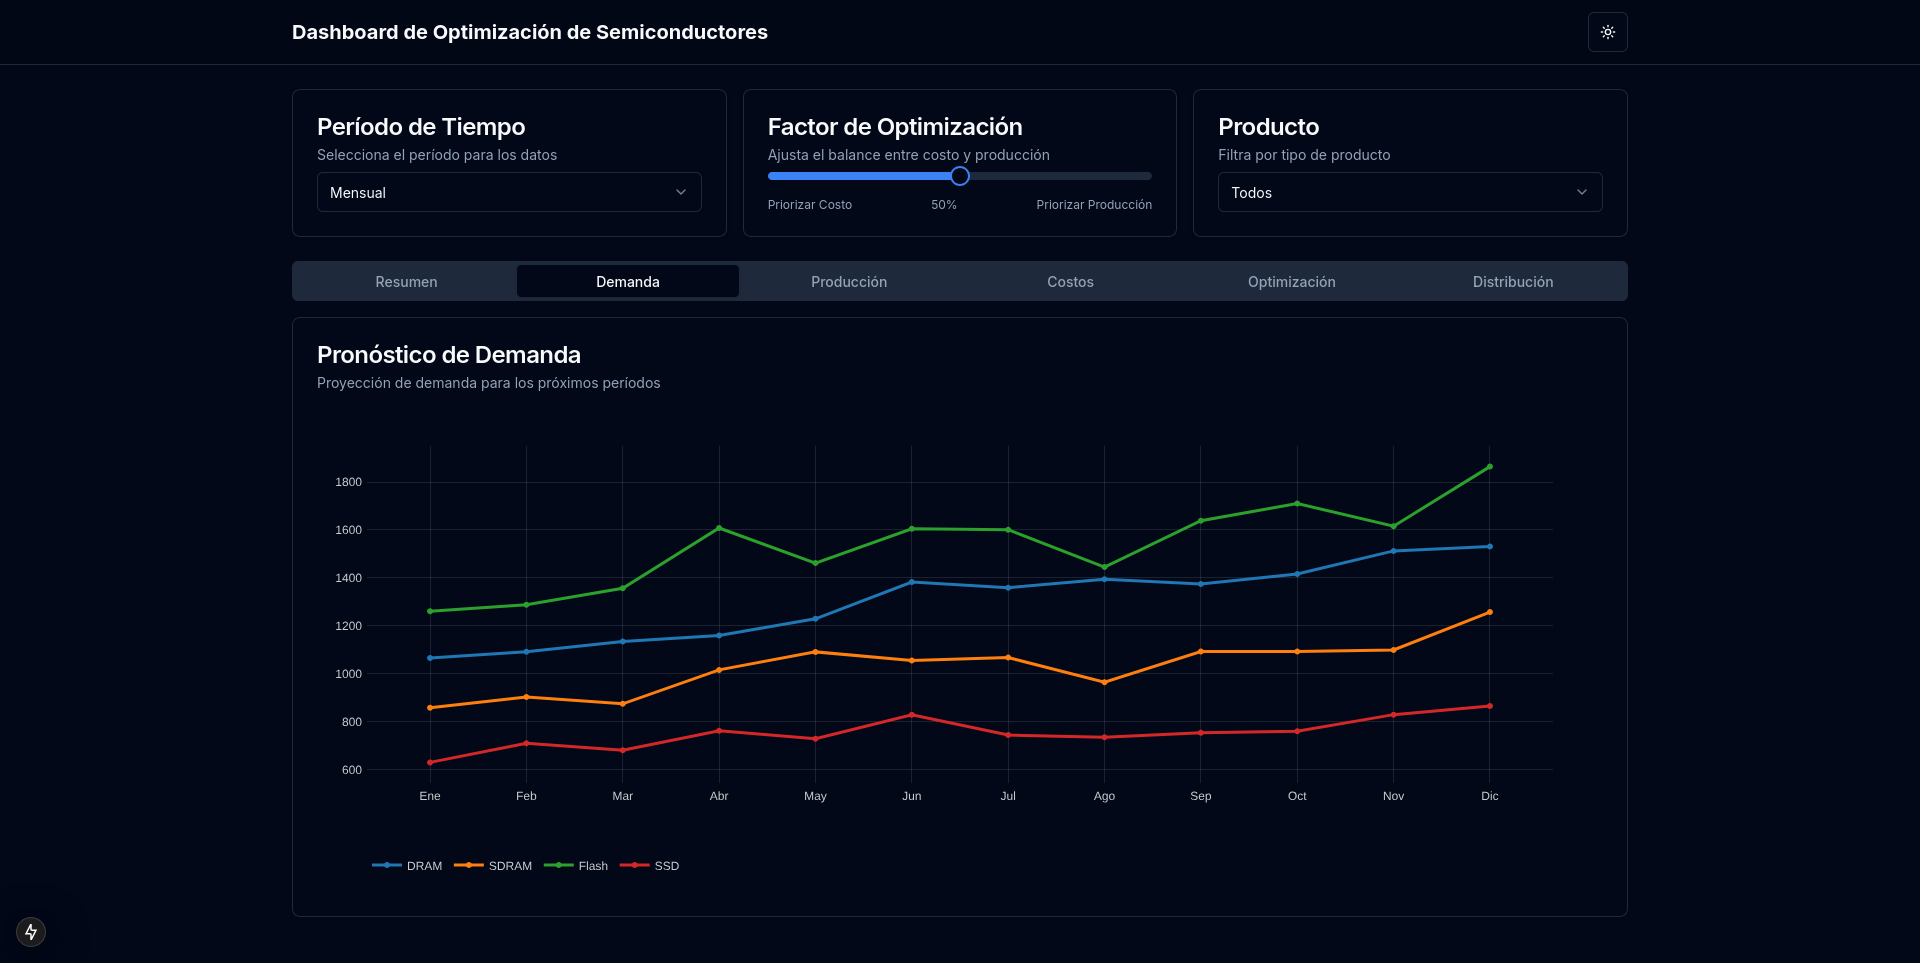 Dashboard de Optimización de Semiconductores
Período de Tiempo
Selecciona el período para los datos
Mensual
Factor de Optimización
Ajusta el balance entre costo y producción
Priorizar Costo 50% Priorizar Producción
Producto
Filtra por tipo de producto
Todos
Resumen Demanda Producción Costos Optimización Distribución
Pronóstico de Demanda
Proyección de demanda para los próximos períodos
1800
1600
1400
1200
1000
800
600
Ene Feb Mar Abr May Jun Jul Ago Sep Oct Nov Dic
DRAM SDRAM Flash SSD